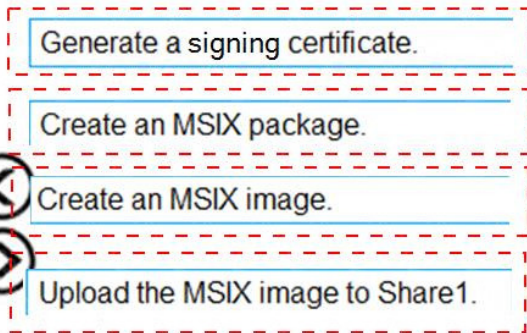 Generate a signing certificate.
Create an MSIX package.
Create an MSIX image.
Upload the MSIX image to Share1.